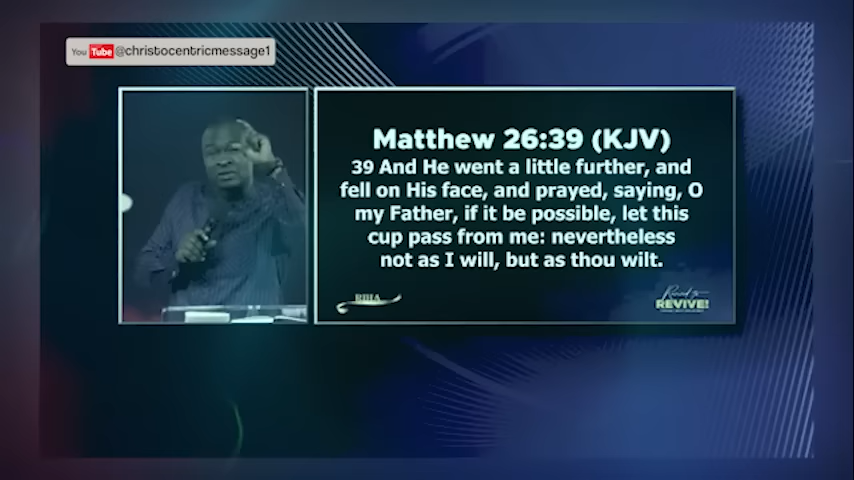 You Tube @christocentricmessage1
Matthew 26:39 (KJV)
39 And He went a little further, and
fell on His face, and prayed, saying, O
my Father, if it be possible, let this
cup pass from me: nevertheless
not as I will, but as thou wilt.
RIHA
REVIVE!